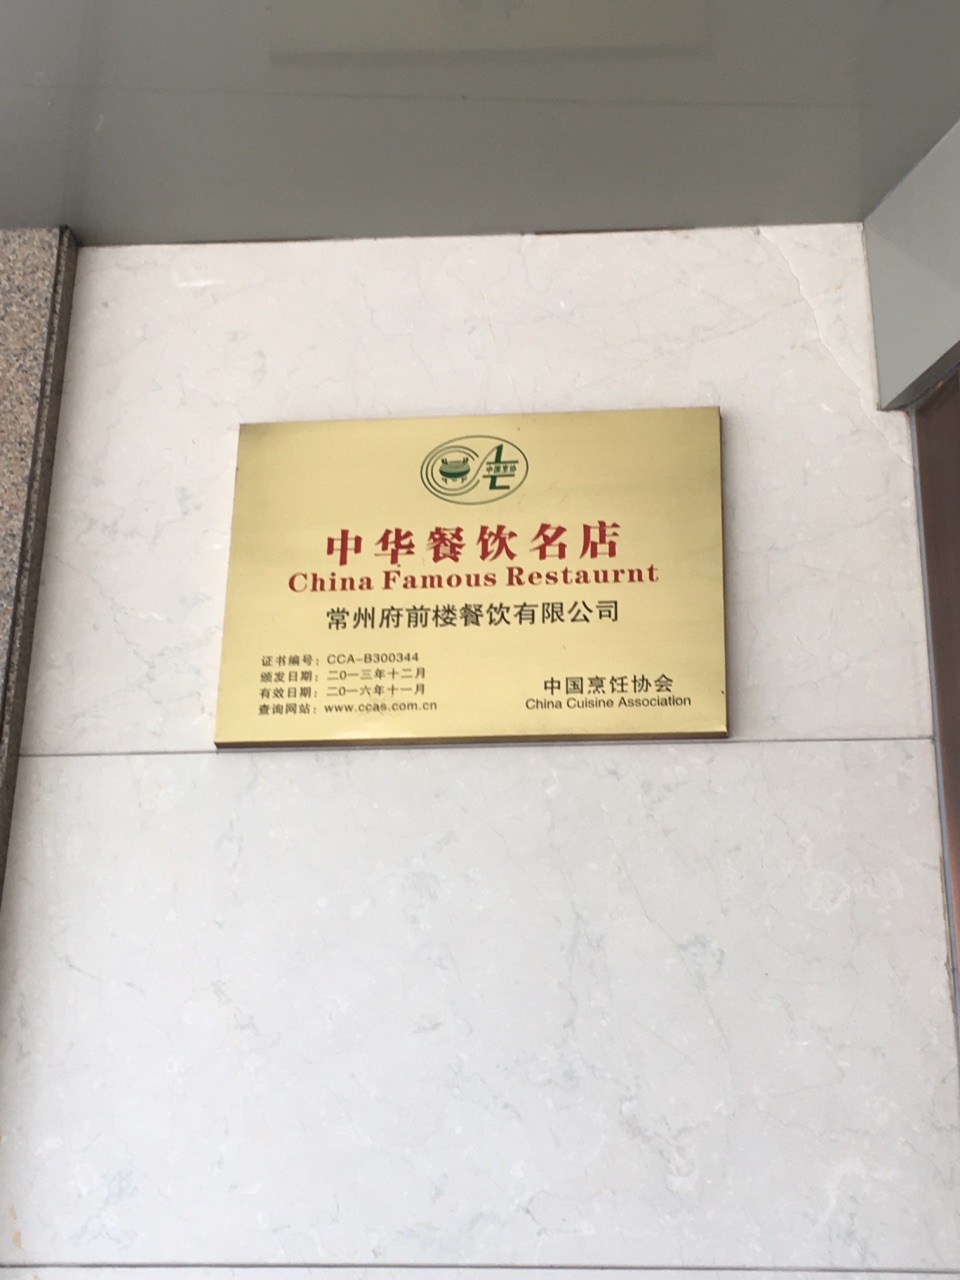 中国烹协
中华餐饮名店
China Famous Restaurnt
常州府前楼餐饮有限公司
证书编号：CCA-B300344
颁发日期：二〇一三年十二月
有效日期：二〇一六年十一月
查询网站：www.ccas.com.cn
中国烹饪协会
China Cuisine Association